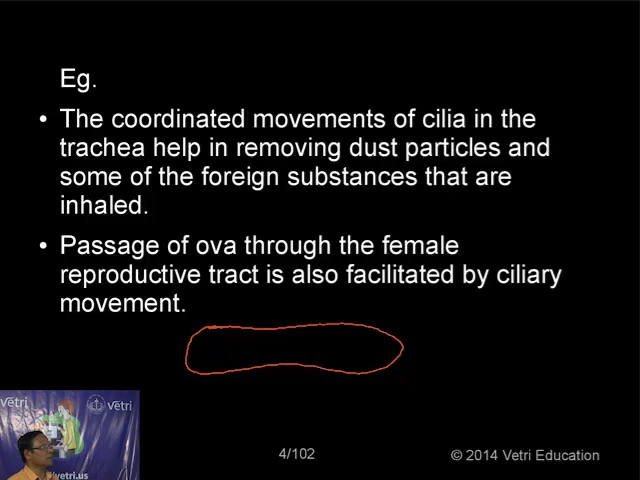 Eg.
• The coordinated movements of cilia in the
trachea help in removing dust particles and
some of the foreign substances that are
inhaled.
• Passage of ova through the female
reproductive tract is also facilitated by ciliary
movement.
Vetri
Vetri
vetri.us
4/102
© 2014 Vetri Education